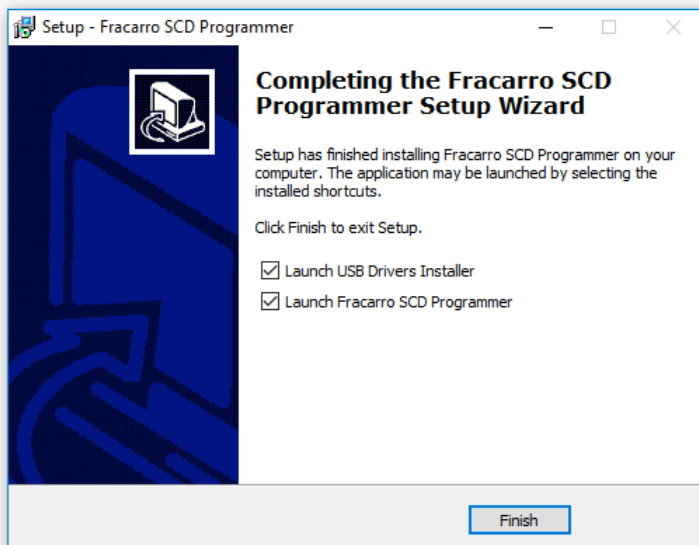 Setup - Fracarro SCD Programmer
Completing the Fracarro SCD
Programmer Setup Wizard
Setup has finished installing Fracarro SCD Programmer on your
computer. The application may be launched by selecting the
installed shortcuts.
Click Finish to exit Setup.
Launch USB Drivers Installer
Launch Fracarro SCD Programmer
Finish